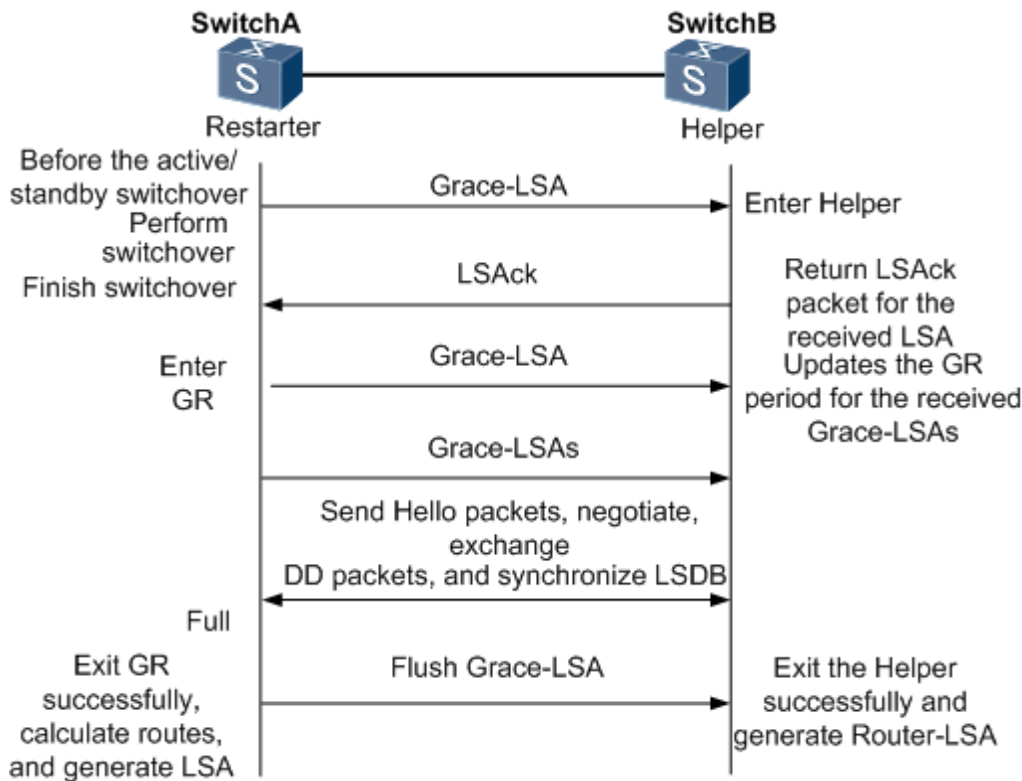 SwitchA
SwitchB
S
S
Restarter
Helper
Before the active/
standby switchover
Grace-LSA
Enter Helper
Perform
switchover
Finish switchover
LSAck
Return LSAck
packet for the
received LSA
Enter
GR
Grace-LSA
Updates the GR
period for the received
Grace-LSAs
Grace-LSAs
Send Hello packets, negotiate,
exchange
DD packets, and synchronize LSDB
Full
Exit GR
successfully,
calculate routes,
and generate LSA
Flush Grace-LSA
Exit the Helper
successfully and
generate Router-LSA